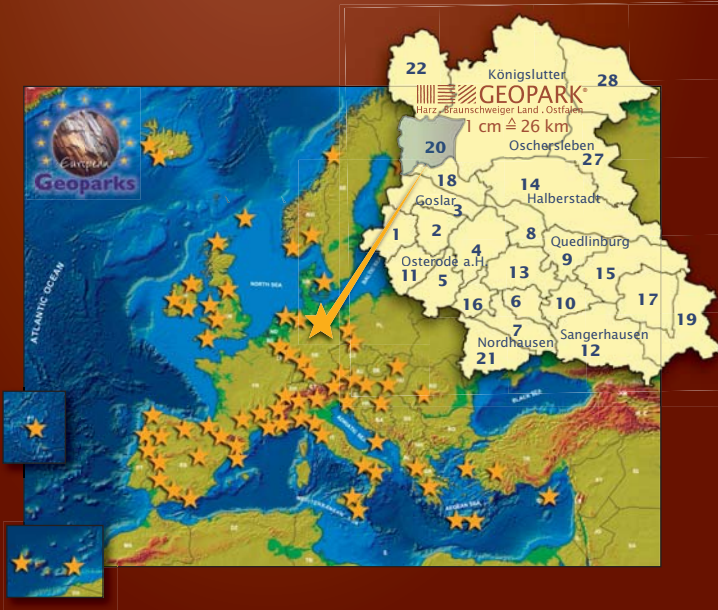 European
Geoparks
ATLANTIC OCEAN
NORTH SEA
ADRIATIC SEA
BLACK SEA
AEGEAN SEA
22
Königslutter
28
GEOPARK®
Harz . Braunschweiger Land . Ostfalen
1 cm ≙ 26 km
20
Oschersleben
27
18
14
Goslar
3
Halberstadt
1
2
8
4
Quedlinburg
Osterode a.H.
9
11
5
13
15
16
6
10
17
19
7
Sangerhausen
Nordhausen
12
21